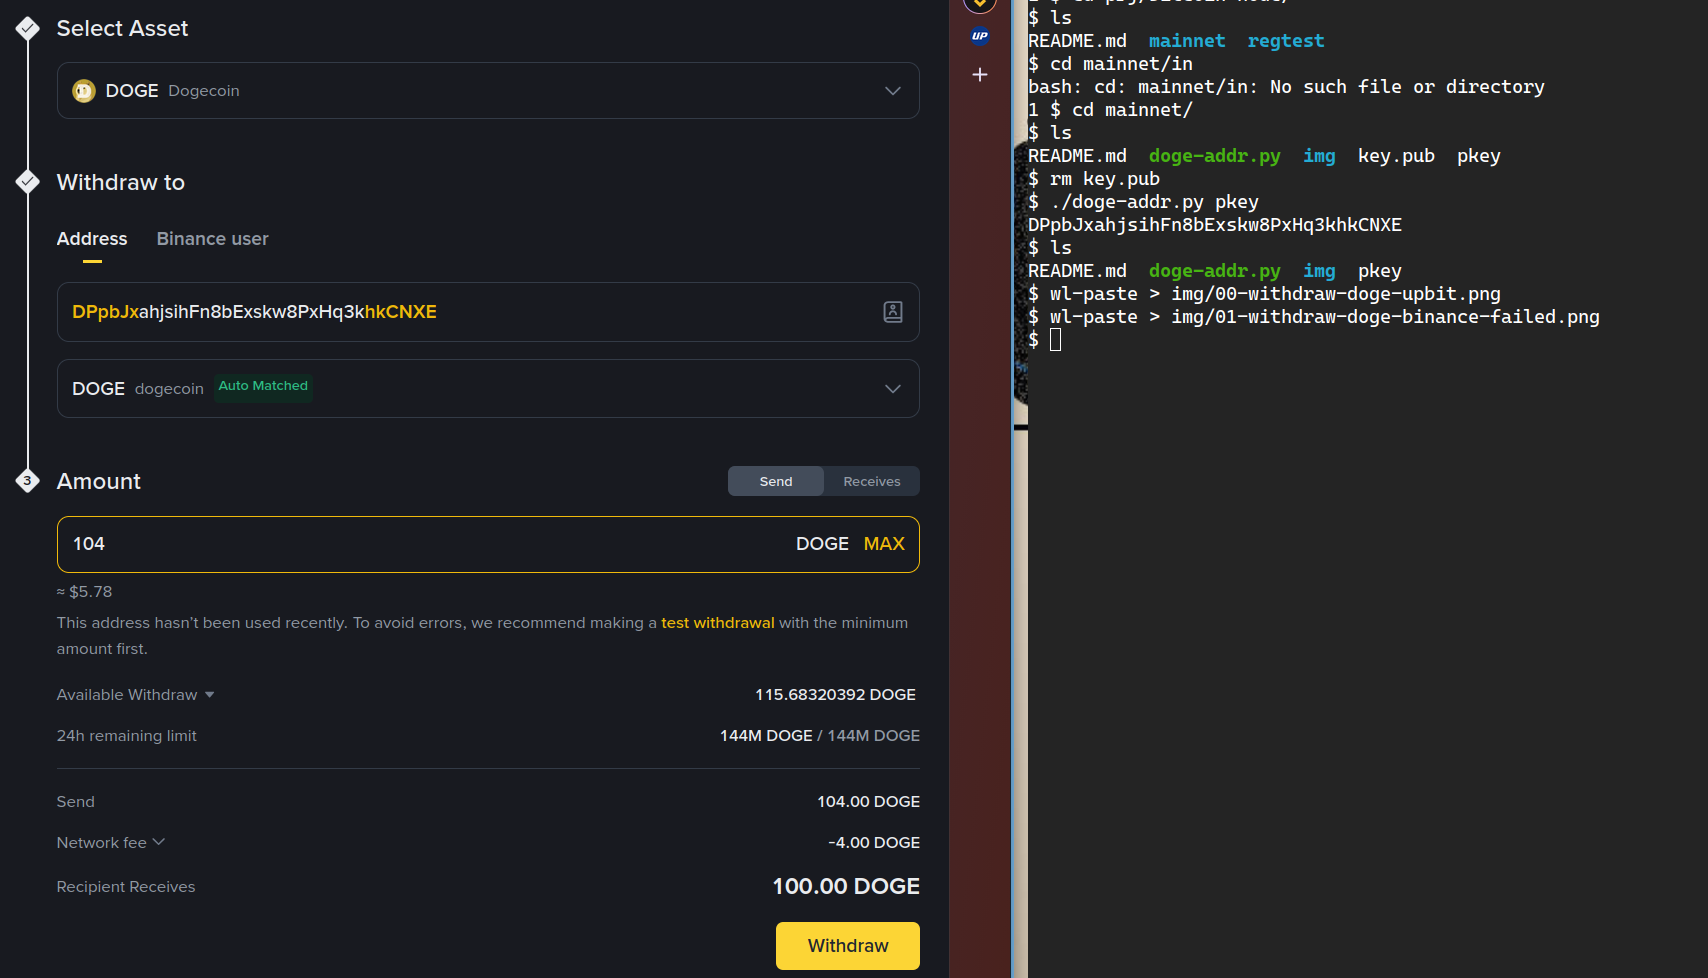 Select Asset
DOGE Dogecoin
Withdraw to
Address Binance user
DPpbJxahjsihFn8bExskw8PxHq3khkCNXE
DOGE dogecoin Auto Matched
3 Amount Send Receives
104 DOGE MAX
≈ $5.78
This address hasn't been used recently. To avoid errors, we recommend making a test withdrawal with the minimum
amount first.
Available Withdraw 115.68320392 DOGE
24h remaining limit 144M DOGE / 144M DOGE
Send 104.00 DOGE
Network fee -4.00 DOGE
Recipient Receives 100.00 DOGE
Withdraw
UP
$ ls
README.md mainnet regtest
$ cd mainnet/in
bash: cd: mainnet/in: No such file or directory
1 $ cd mainnet/
$ ls
README.md doge-addr.py img key.pub pkey
$ rm key.pub
$ ./doge-addr.py pkey
DPpbJxahjsihFn8bExskw8PxHq3khkCNXE
$ ls
README.md doge-addr.py img pkey
$ wl-paste > img/00-withdraw-doge-upbit.png
$ wl-paste > img/01-withdraw-doge-binance-failed.png
$